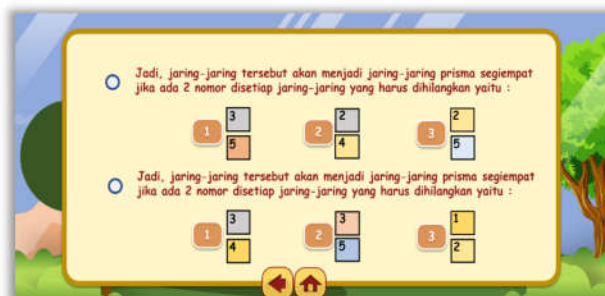 Jadi, jaring-jaring tersebut akan menjadi jaring-jaring prisma segiempat
jika ada 2 nomor disetiap jaring-jaring yang harus dihilangkan yaitu :
3 2 2
1 2 3
5 4 5
Jadi, jaring-jaring tersebut akan menjadi jaring-jaring prisma segiempat
jika ada 2 nomor disetiap jaring-jaring yang harus dihilangkan yaitu :
3 3 1
1 2 3
4 5 2